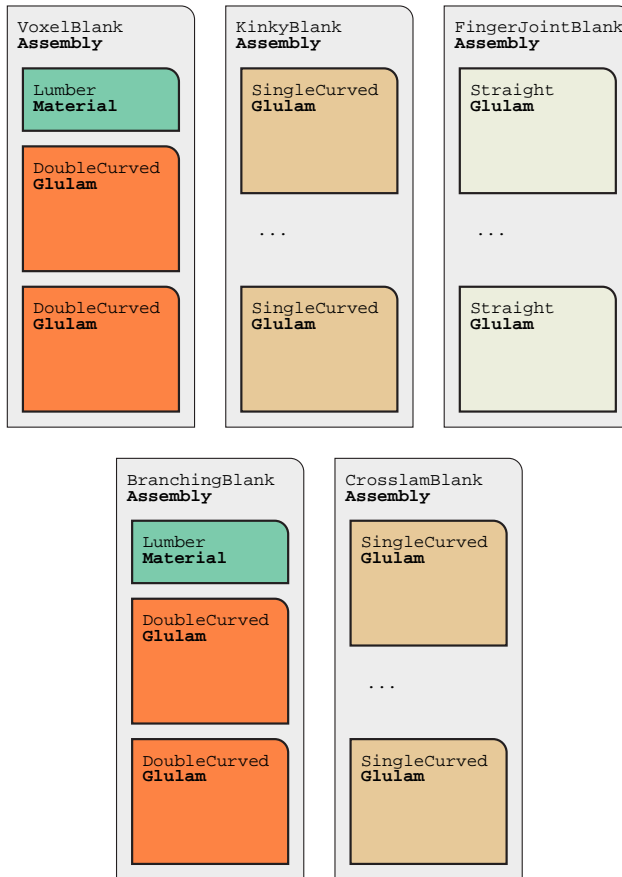 VoxelBlank
Assembly
Lumber
Material
DoubleCurved
Glulam
DoubleCurved
Glulam
KinkyBlank
Assembly
SingleCurved
Glulam
...
SingleCurved
Glulam
FingerJointBlank
Assembly
Straight
Glulam
...
Straight
Glulam
BranchingBlank
Assembly
Lumber
Material
DoubleCurved
Glulam
DoubleCurved
Glulam
CrosslamBlank
Assembly
SingleCurved
Glulam
...
SingleCurved
Glulam